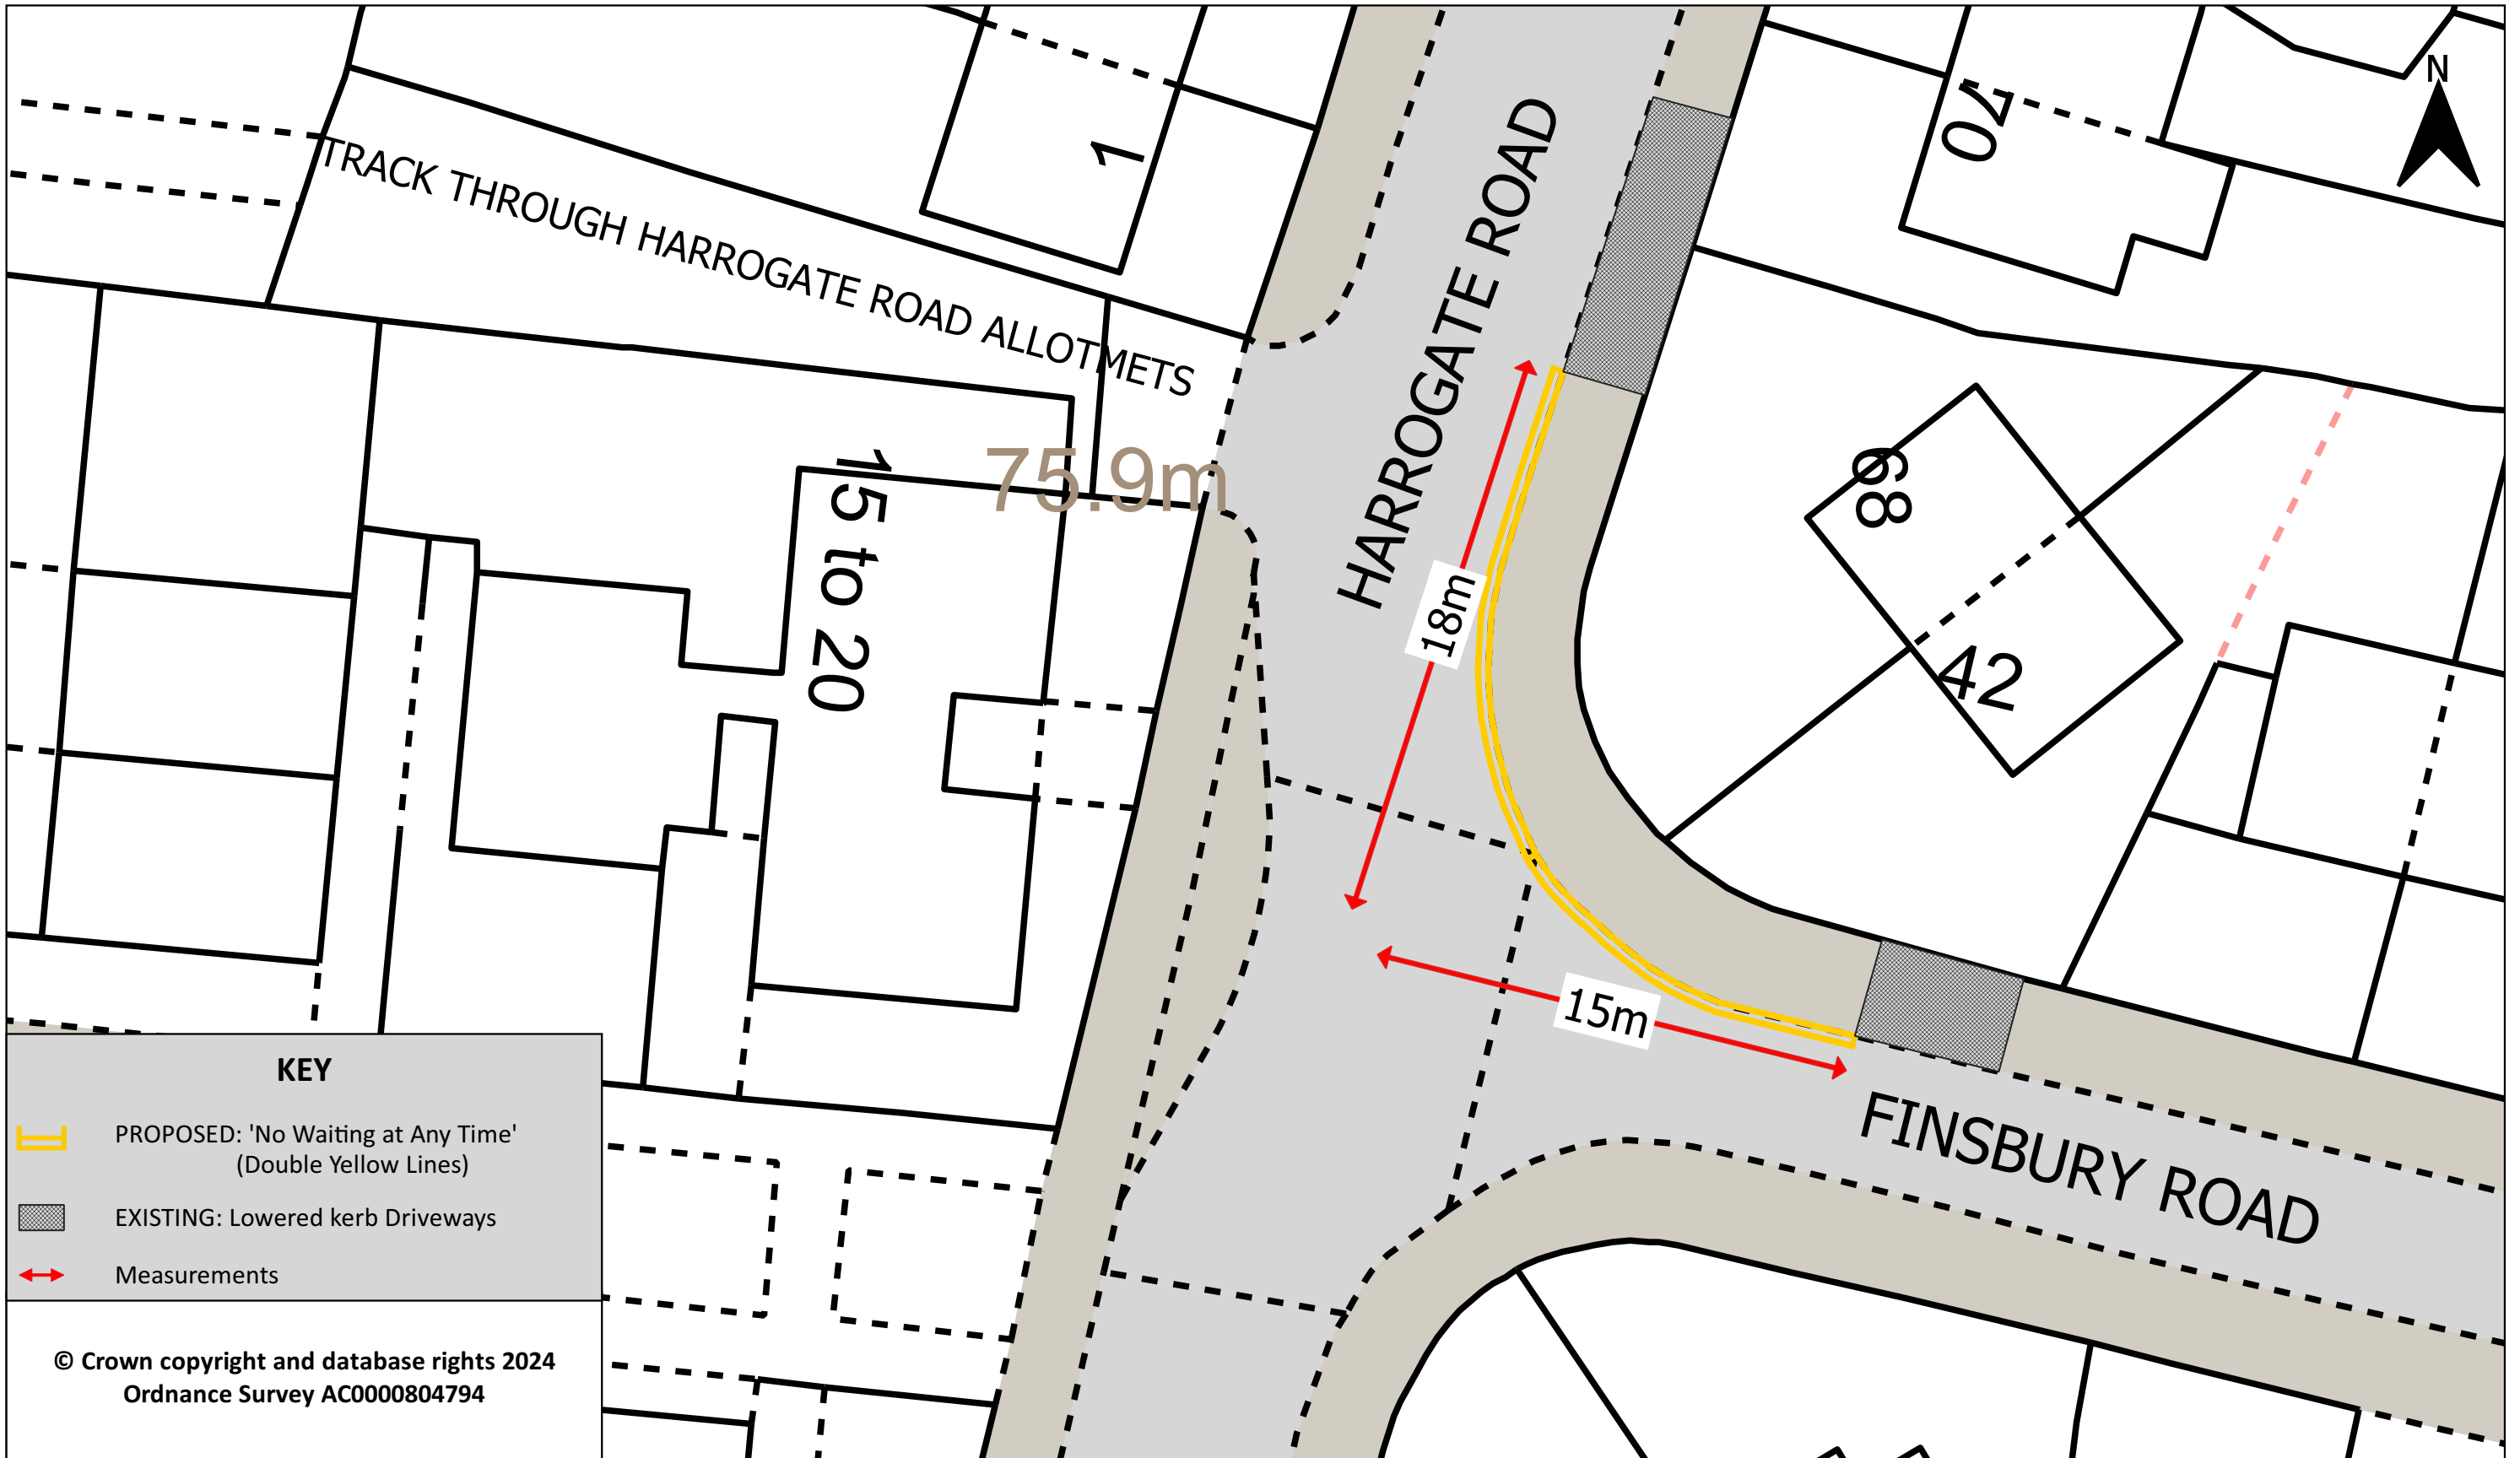 N
1
70
TRACK THROUGH HARROGATE ROAD ALLOTMETS
HARROGATE ROAD
75.9m
15 to 20
68
18m
42
15m
FINSBURY ROAD
KEY
PROPOSED: 'No Waiting at Any Time'
(Double Yellow Lines)
EXISTING: Lowered kerb Driveways
Measurements
© Crown copyright and database rights 2024
Ordnance Survey AC0000804794